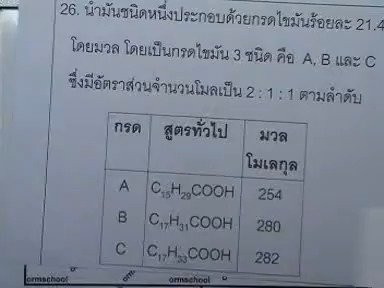 26. น้ำมันชนิดหนึ่งประกอบด้วยกรดไขมันร้อยละ 21.4
โดยมวล โดยเป็นกรดไขมัน 3 ชนิด คือ A, B และ C
ซึ่งมีอัตราส่วนจำนวนโมลเป็น 2 : 1 : 1 ตามลำดับ
กรด สูตรทั่วไป มวลโมเลกุล
A C₁₅H₂₉COOH 254
B C₁₇H₃₁COOH 280
C C₁₇H₃₃COOH 282
ormschool orm ormschool